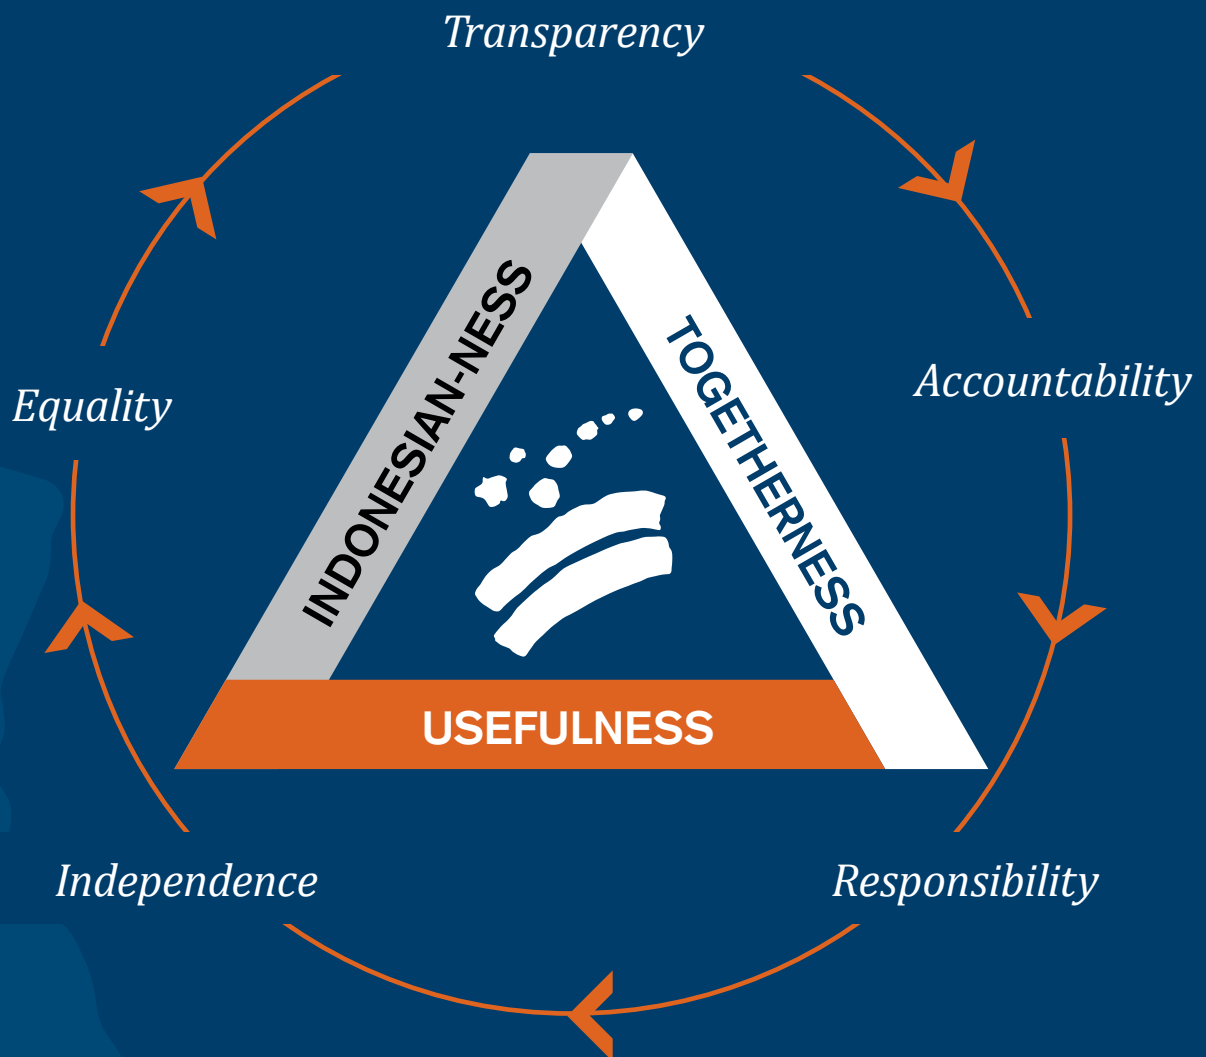 Transparency
INDONESIAN-NESS
TOGETHERNESS
Accountability
Equality
USEFULNESS
Independence
Responsibility